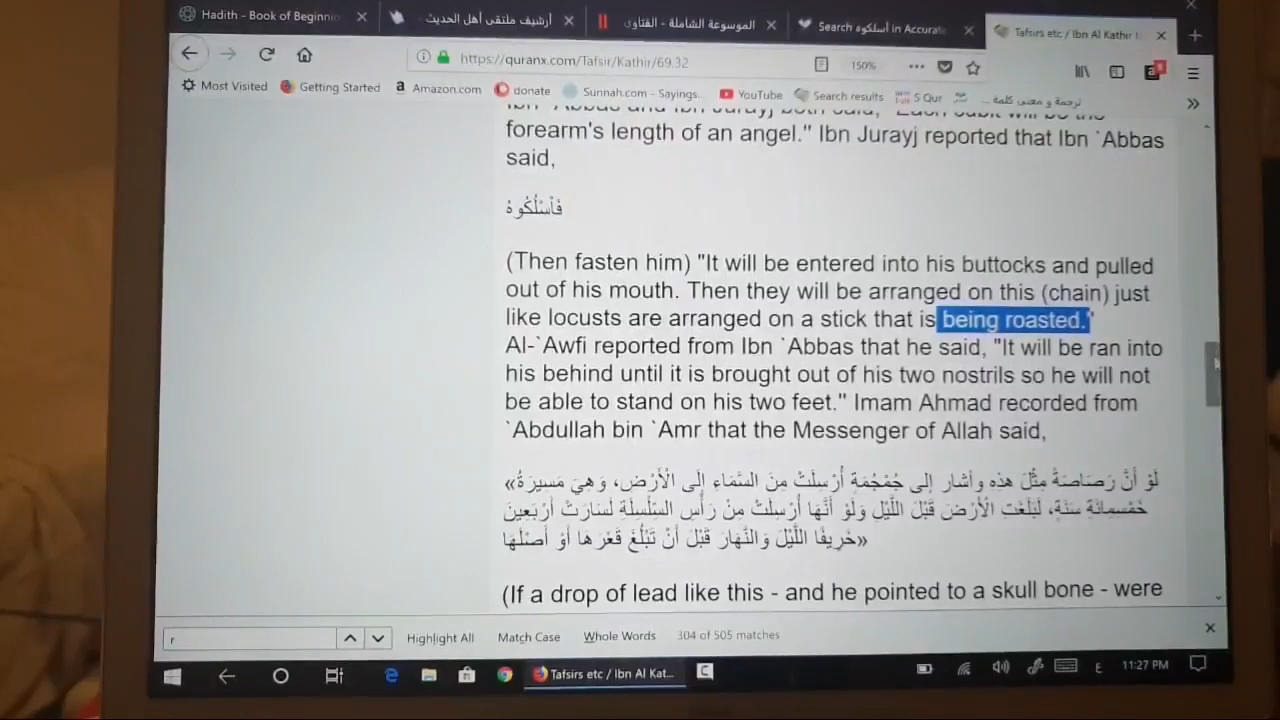 Hadith - Book of Beginnin
أرشيف ملتقى أهل الحديث -
الموسوعة الشاملة - الفتاوى
Search أسلكوه in Accurate
Tafsirs etc / Ibn Al Kathir
https://quranx.com/Tafsir/Kathir/69.32
150%
Most Visited
Getting Started
Amazon.com
donate
Sunnah.com - Sayings...
YouTube
Search results
S Qur
ترجمة و معنى كلمة ...
forearm's length of an angel." Ibn Jurayj reported that Ibn `Abbas
said,
فَاسْلُكُوهُ
(Then fasten him) "It will be entered into his buttocks and pulled
out of his mouth. Then they will be arranged on this (chain) just
like locusts are arranged on a stick that is being roasted."
Al-`Awfi reported from Ibn `Abbas that he said, "It will be ran into
his behind until it is brought out of his two nostrils so he will not
be able to stand on his two feet." Imam Ahmad recorded from
`Abdullah bin `Amr that the Messenger of Allah said,
«لَوْ أَنَّ رَصَاصَةً مِثْلَ هذِهِ وأشار إلى جُمْجُمَةٍ أُرْسِلَتْ مِنَ السَّمَاءِ إِلَى الْأَرْضِ، وَهِيَ مَسِيرَةُ
خَمْسِمِائَةِ سَنَةٍ، لَبَلَغَتِ الْأَرْضَ قَبْلَ اللَّيْلِ وَلَوْ أَنَّهَا أُرْسِلَتْ مِنْ رَأْسِ السِّلْسِلَةِ لَسَارَتْ أَرْبَعِينَ
خَرِيفًا اللَّيْلَ وَالنَّهَارَ قَبْلَ أَنْ تَبْلُغَ قَعْرَهَا أَوْ أَصْلَهَا»
(If a drop of lead like this - and he pointed to a skull bone - were
r
Highlight All
Match Case
Whole Words
304 of 505 matches
Tafsirs etc / Ibn Al Kat...
ع
11:27 PM